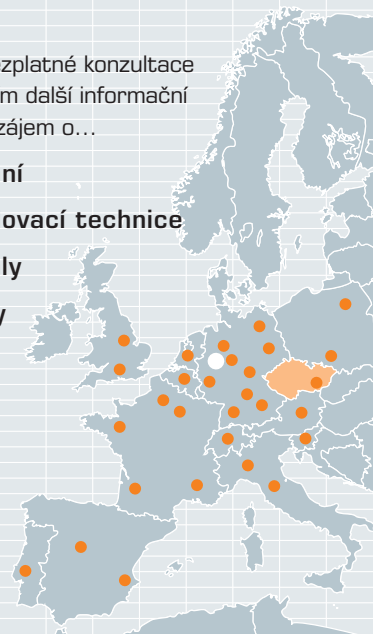 zplatné konzultace
m další informační
zájem o...
ní
ovací technice
ly
y